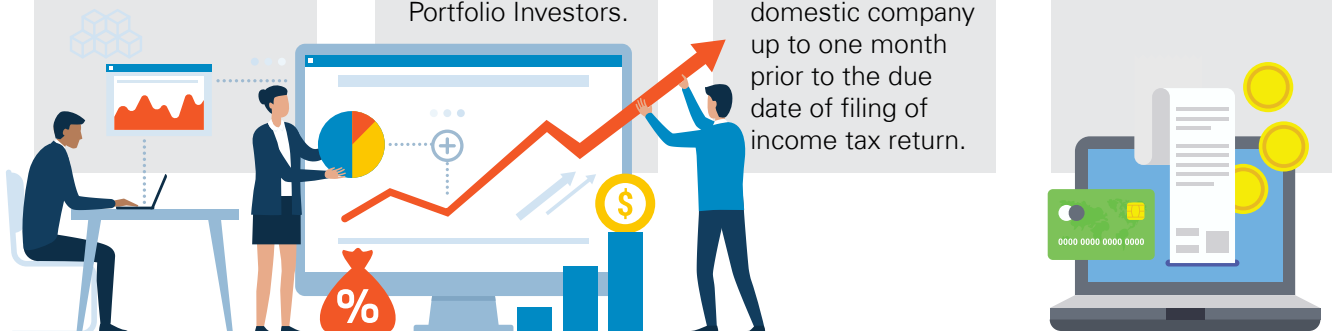 Portfolio Investors.
domestic company
up to one month
prior to the due
date of filing of
income tax return.
$
%
0000 0000 0000 0000